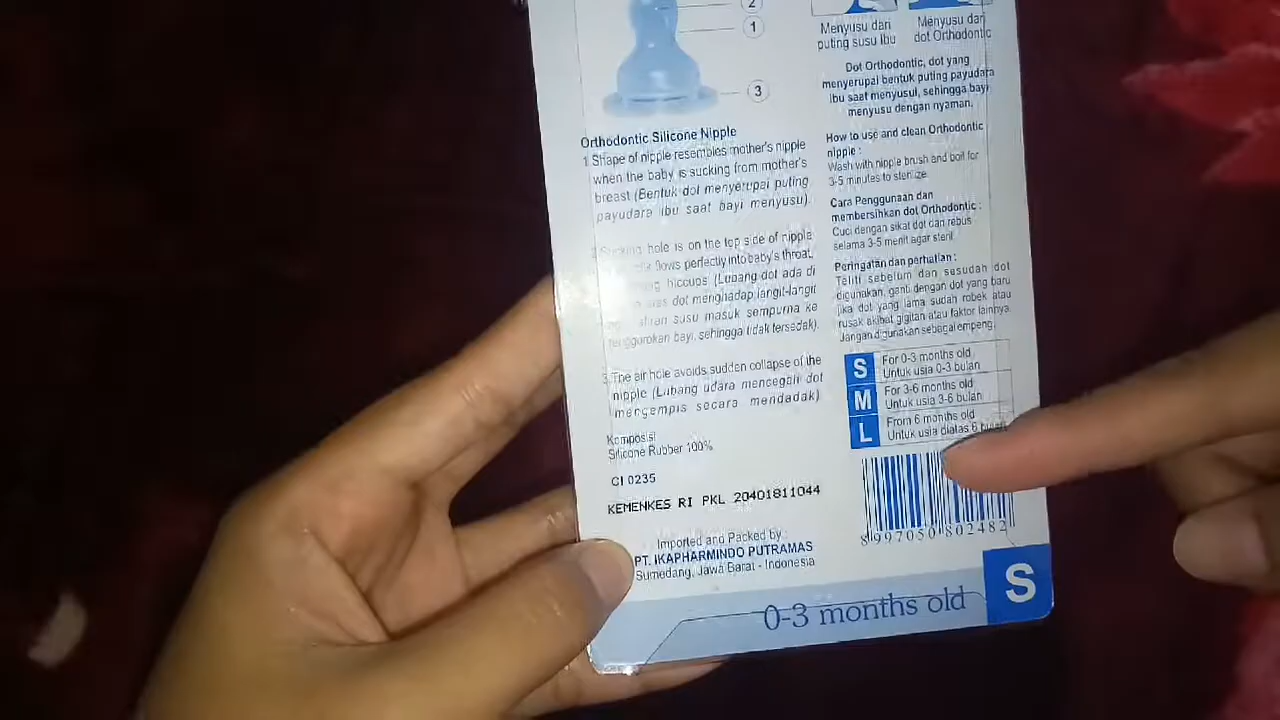 2
1
3
Orthodontic Silicone Nipple
1 Shape of nipple resembles mother's nipple
when the baby is sucking from mother's
breast (Bentuk dot menyerupai puting
payudara ibu saat bayi menyusu).
hole is on the top side of nipple
flows perfectly into baby's throat,
hiccups (Lubang dot ada di
dot menghadap langit-langit
susu masuk sempurna ke
tenggorokan bayi, sehingga tidak tersedak).
3. The air hole avoids sudden collapse of the
nipple (Lubang udara mencegah dot
mengempis secara mendadak)
Komposisi
Silicone Rubber 100%
CI 0235
KEMENKES RI PKL 20401811044
Imported and Packed by
PT. IKAPHARMINDO PUTRAMAS
Sumedang, Jawa Barat - Indonesia
Menyusu dari
puting susu ibu
Menyusu dari
dot Orthodontic
Dot Orthodontic, dot yang
menyerupai bentuk puting payudara
ibu saat menyusui, sehingga bayi
menyusu dengan nyaman.
How to use and clean Orthodontic
nipple :
Wash with nipple brush and boil for
3-5 minutes to sterilize
Cara Penggunaan dan
membersihkan dot Orthodontic :
Cuci dengan sikat dot dan rebus
selama 3-5 menit agar steril
Peringatan dan perhatian :
Teliti sebelum dan sesudah dot
digunakan, ganti dengan dot yang baru
jika dot yang lama sudah robek atau
rusak akibat gigitan atau faktor lainnya.
Jangan digunakan sebagai empeng.
S For 0-3 months old
Untuk usia 0-3 bulan
M For 3-6 months old
Untuk usia 3-6 bulan
L From 6 months old
Untuk usia diatas 6 bulan
8 997050 802482
0-3 months old S